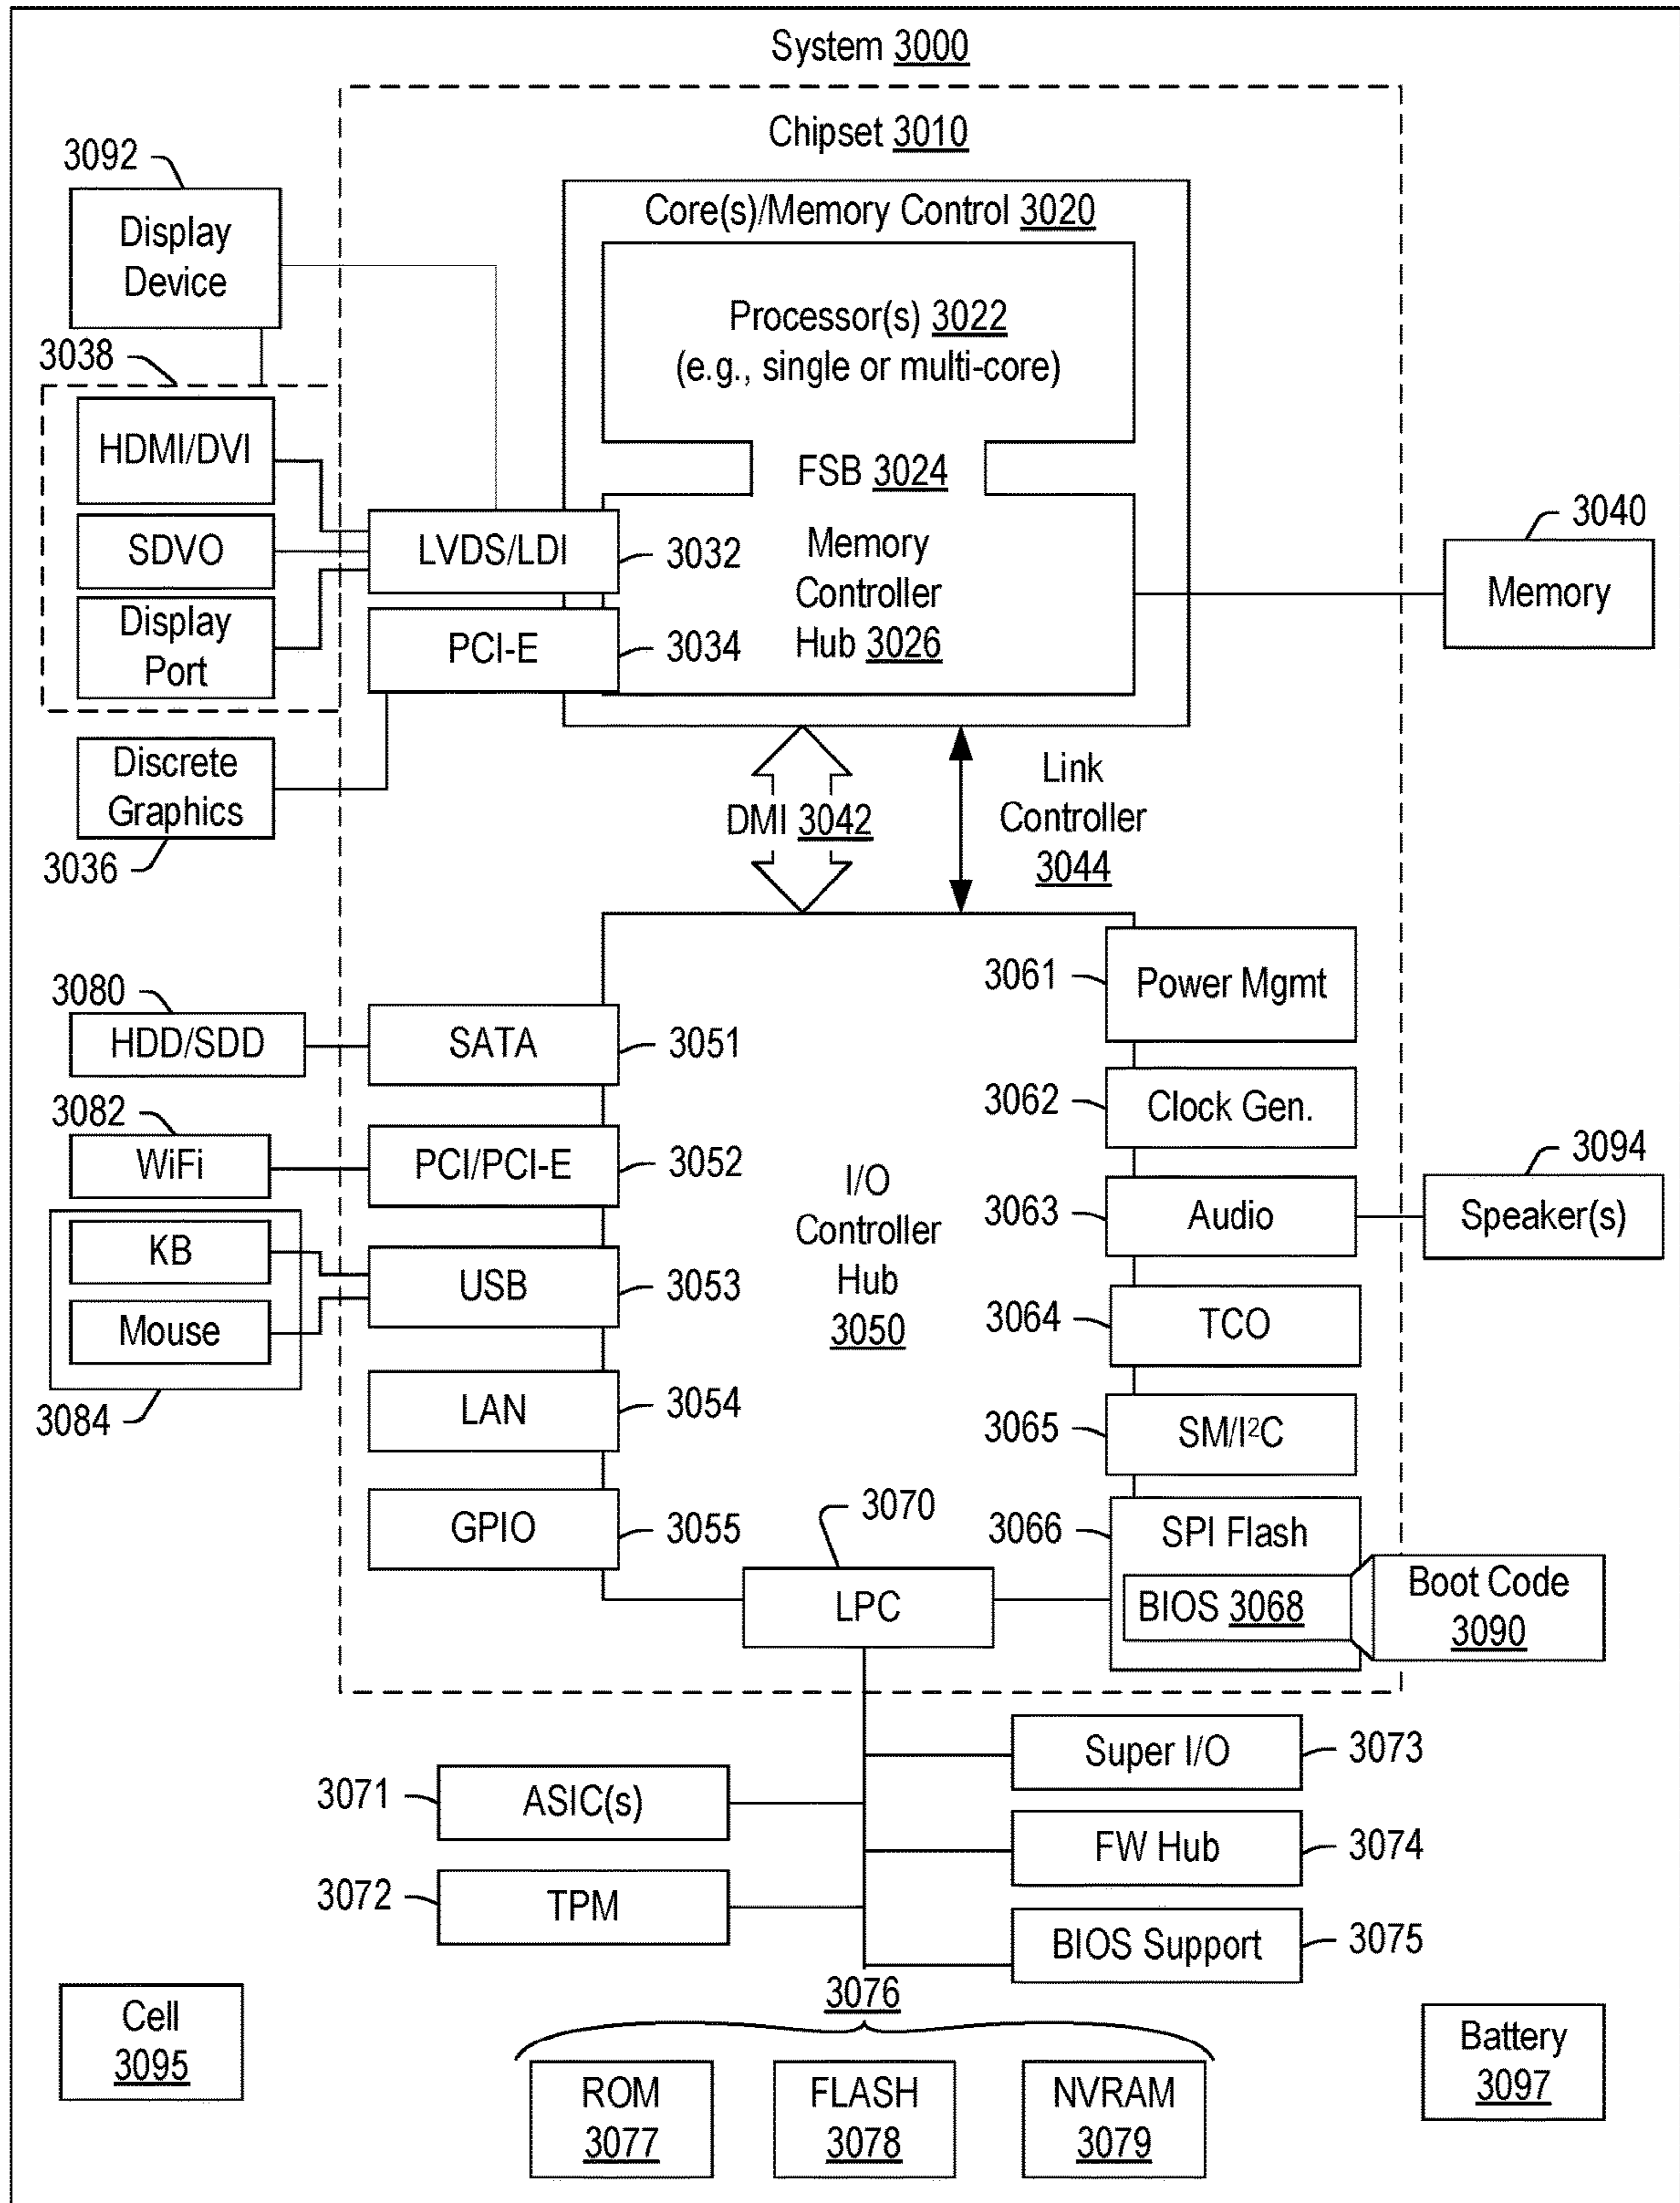 System 3000
Chipset 3010
3092
Display
Device
Core(s)/Memory Control 3020
Processor(s) 3022
(e.g., single or multi-core)
3038
HDMI/DVI
SDVO
Display
Port
FSB 3024
LVDS/LDI
3032
PCI-E
3034
Memory
Controller
Hub 3026
3040
Memory
Discrete
Graphics
3036
DMI 3042
Link
Controller
3044
3080
HDD/SDD
SATA
3051
3082
WiFi
PCI/PCI-E
3052
KB
Mouse
3084
USB
3053
LAN
3054
GPIO
3055
I/O
Controller
Hub
3050
3061
Power Mgmt
3062
Clock Gen.
3063
Audio
3094
Speaker(s)
3064
TCO
3065
SM/I²C
3066
SPI Flash
BIOS 3068
Boot Code
3090
3070
LPC
3071
ASIC(s)
3072
TPM
Super I/O
3073
FW Hub
3074
BIOS Support
3075
Cell
3095
3076
ROM
3077
FLASH
3078
NVRAM
3079
Battery
3097